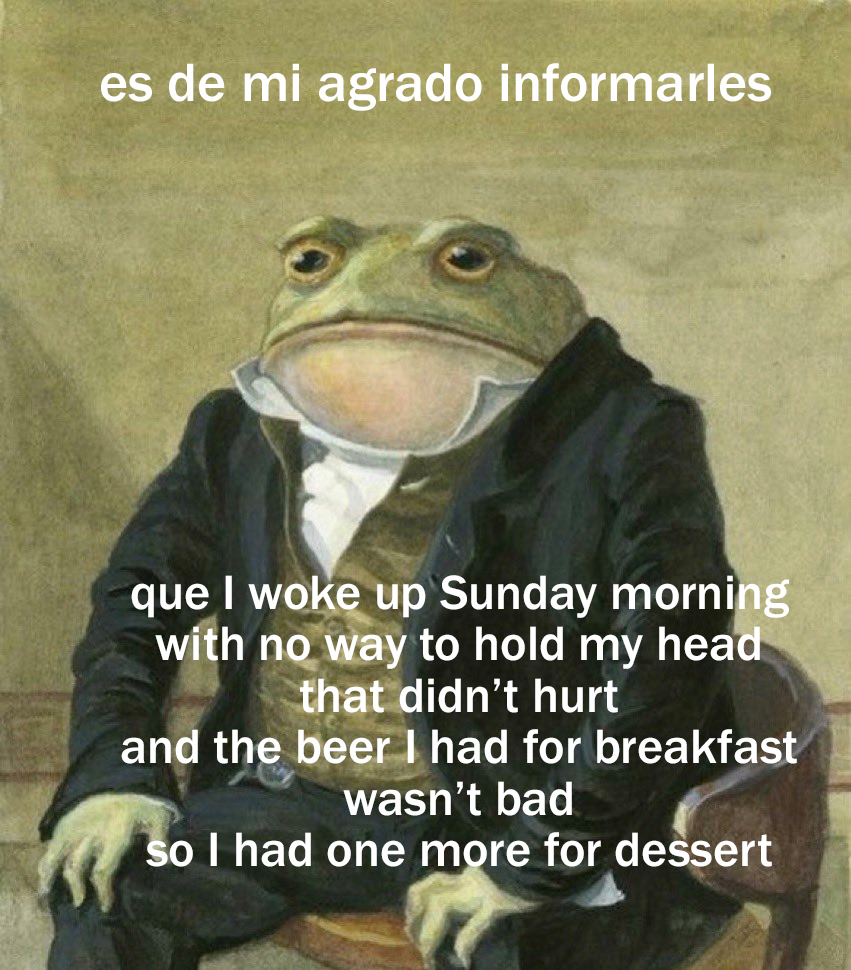 es de mi agrado informarles
que I woke up Sunday morning
with no way to hold my head
that didn’t hurt
and the beer I had for breakfast
wasn’t bad
so I had one more for dessert